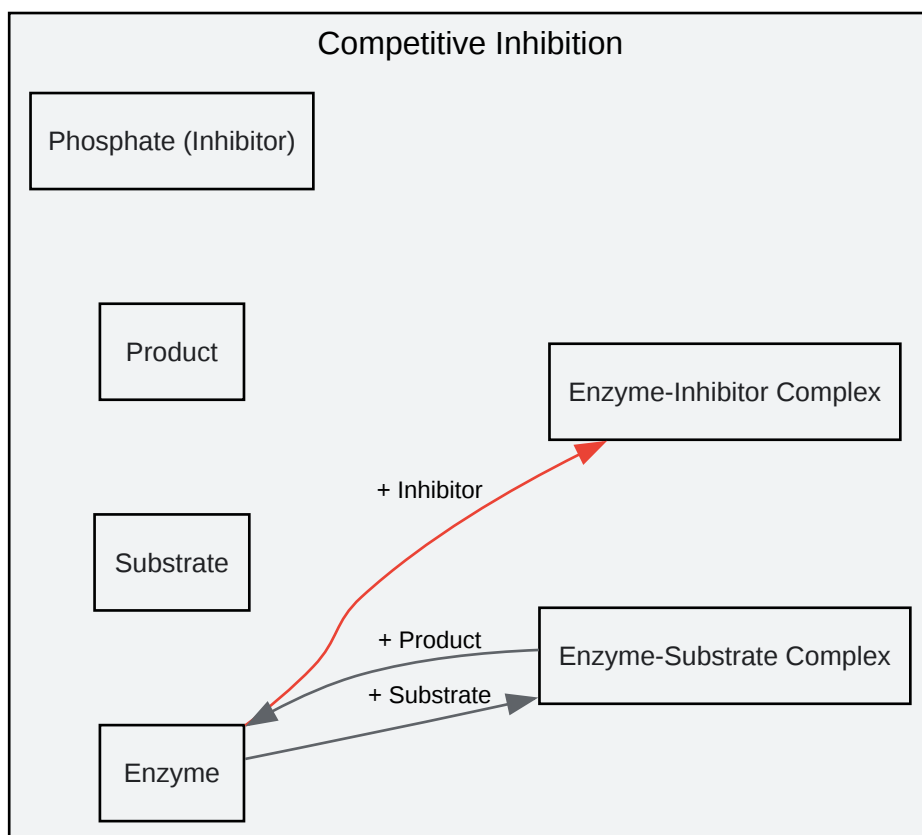 Competitive Inhibition
Phosphate (Inhibitor)
Product
Enzyme-Inhibitor Complex
+ Inhibitor
Substrate
+ Product
Enzyme-Substrate Complex
+ Substrate
Enzyme